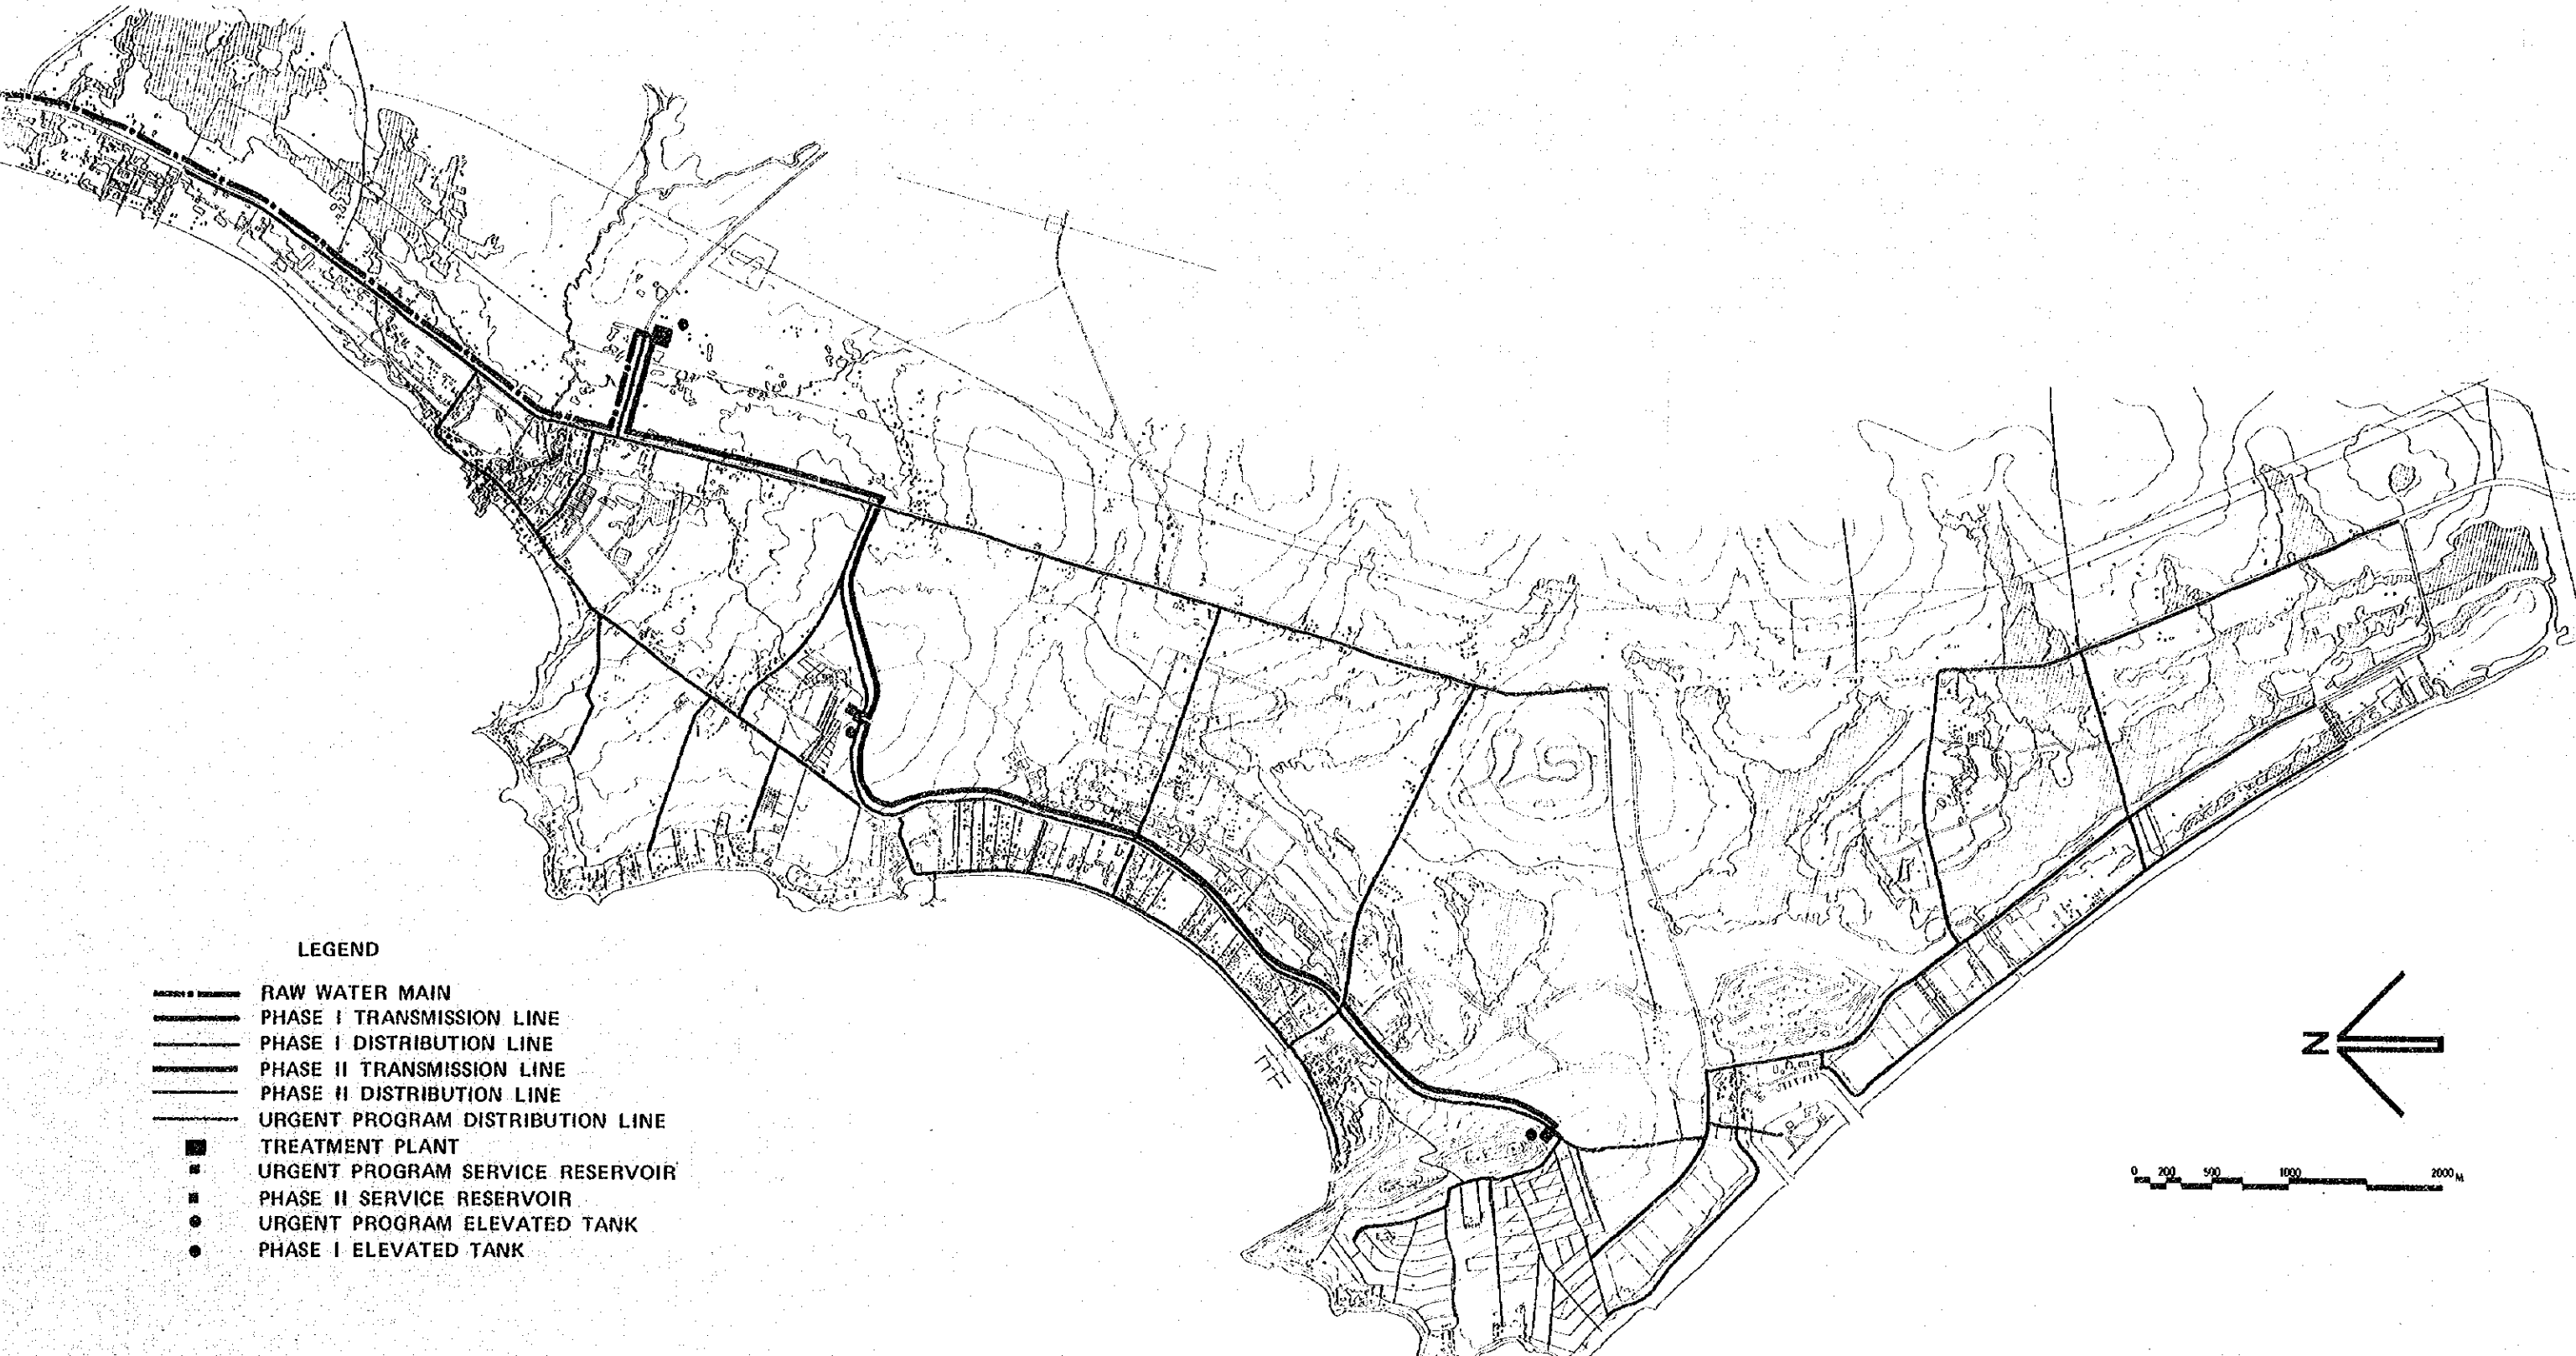 LEGEND
RAW WATER MAIN
PHASE I TRANSMISSION LINE
PHASE I DISTRIBUTION LINE
PHASE II TRANSMISSION LINE
PHASE II DISTRIBUTION LINE
URGENT PROGRAM DISTRIBUTION LINE
TREATMENT PLANT
URGENT PROGRAM SERVICE RESERVOIR
PHASE II SERVICE RESERVOIR
URGENT PROGRAM ELEVATED TANK
PHASE I ELEVATED TANK
N
0 200 500 1000 2000 M